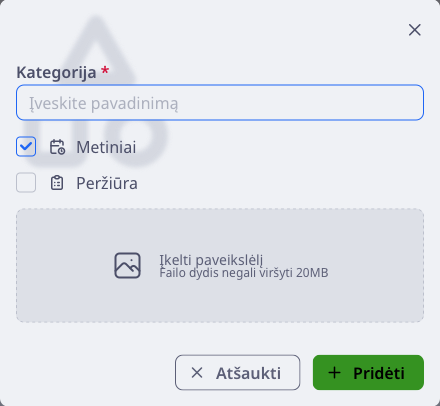 Kategorija *
Įveskite pavadinimą
Metiniai
Peržiūra
Įkelti paveikslėlį
Failo dydis negali viršyti 20MB
Atšaukti
Pridėti